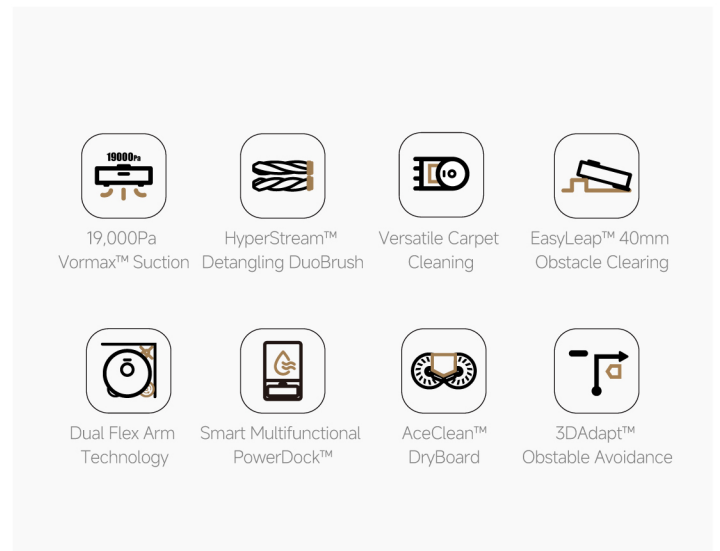 19000Pa
19,000Pa
Vormax™ Suction
HyperStream™
Detangling DuoBrush
Versatile Carpet
Cleaning
EasyLeap™ 40mm
Obstacle Clearing
Dual Flex Arm
Technology
Smart Multifunctional
PowerDock™
AceClean™
DryBoard
3DAdapt™
Obstable Avoidance